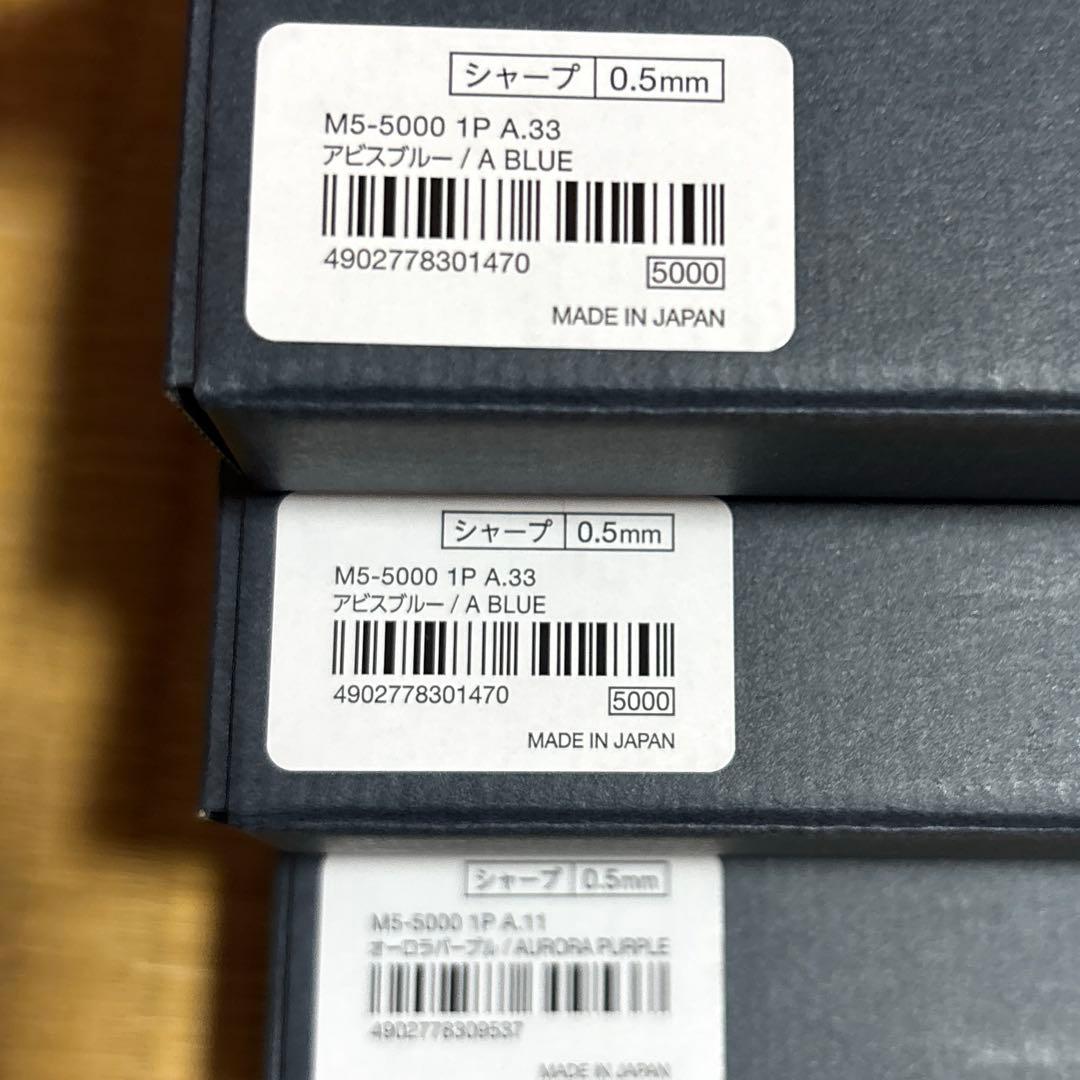 シャープ 0.5mm
M5-5000 1P A.33
アビスブルー / A BLUE
4902778301470
5000
MADE IN JAPAN
シャープ 0.5mm
M5-5000 1P A.33
アビスブルー / A BLUE
4902778301470
5000
MADE IN JAPAN
シャープ 0.5mm
M5-5000 1P A.11
オーロラパープル / AURORA PURPLE
4902778309537
MADE IN JAPAN